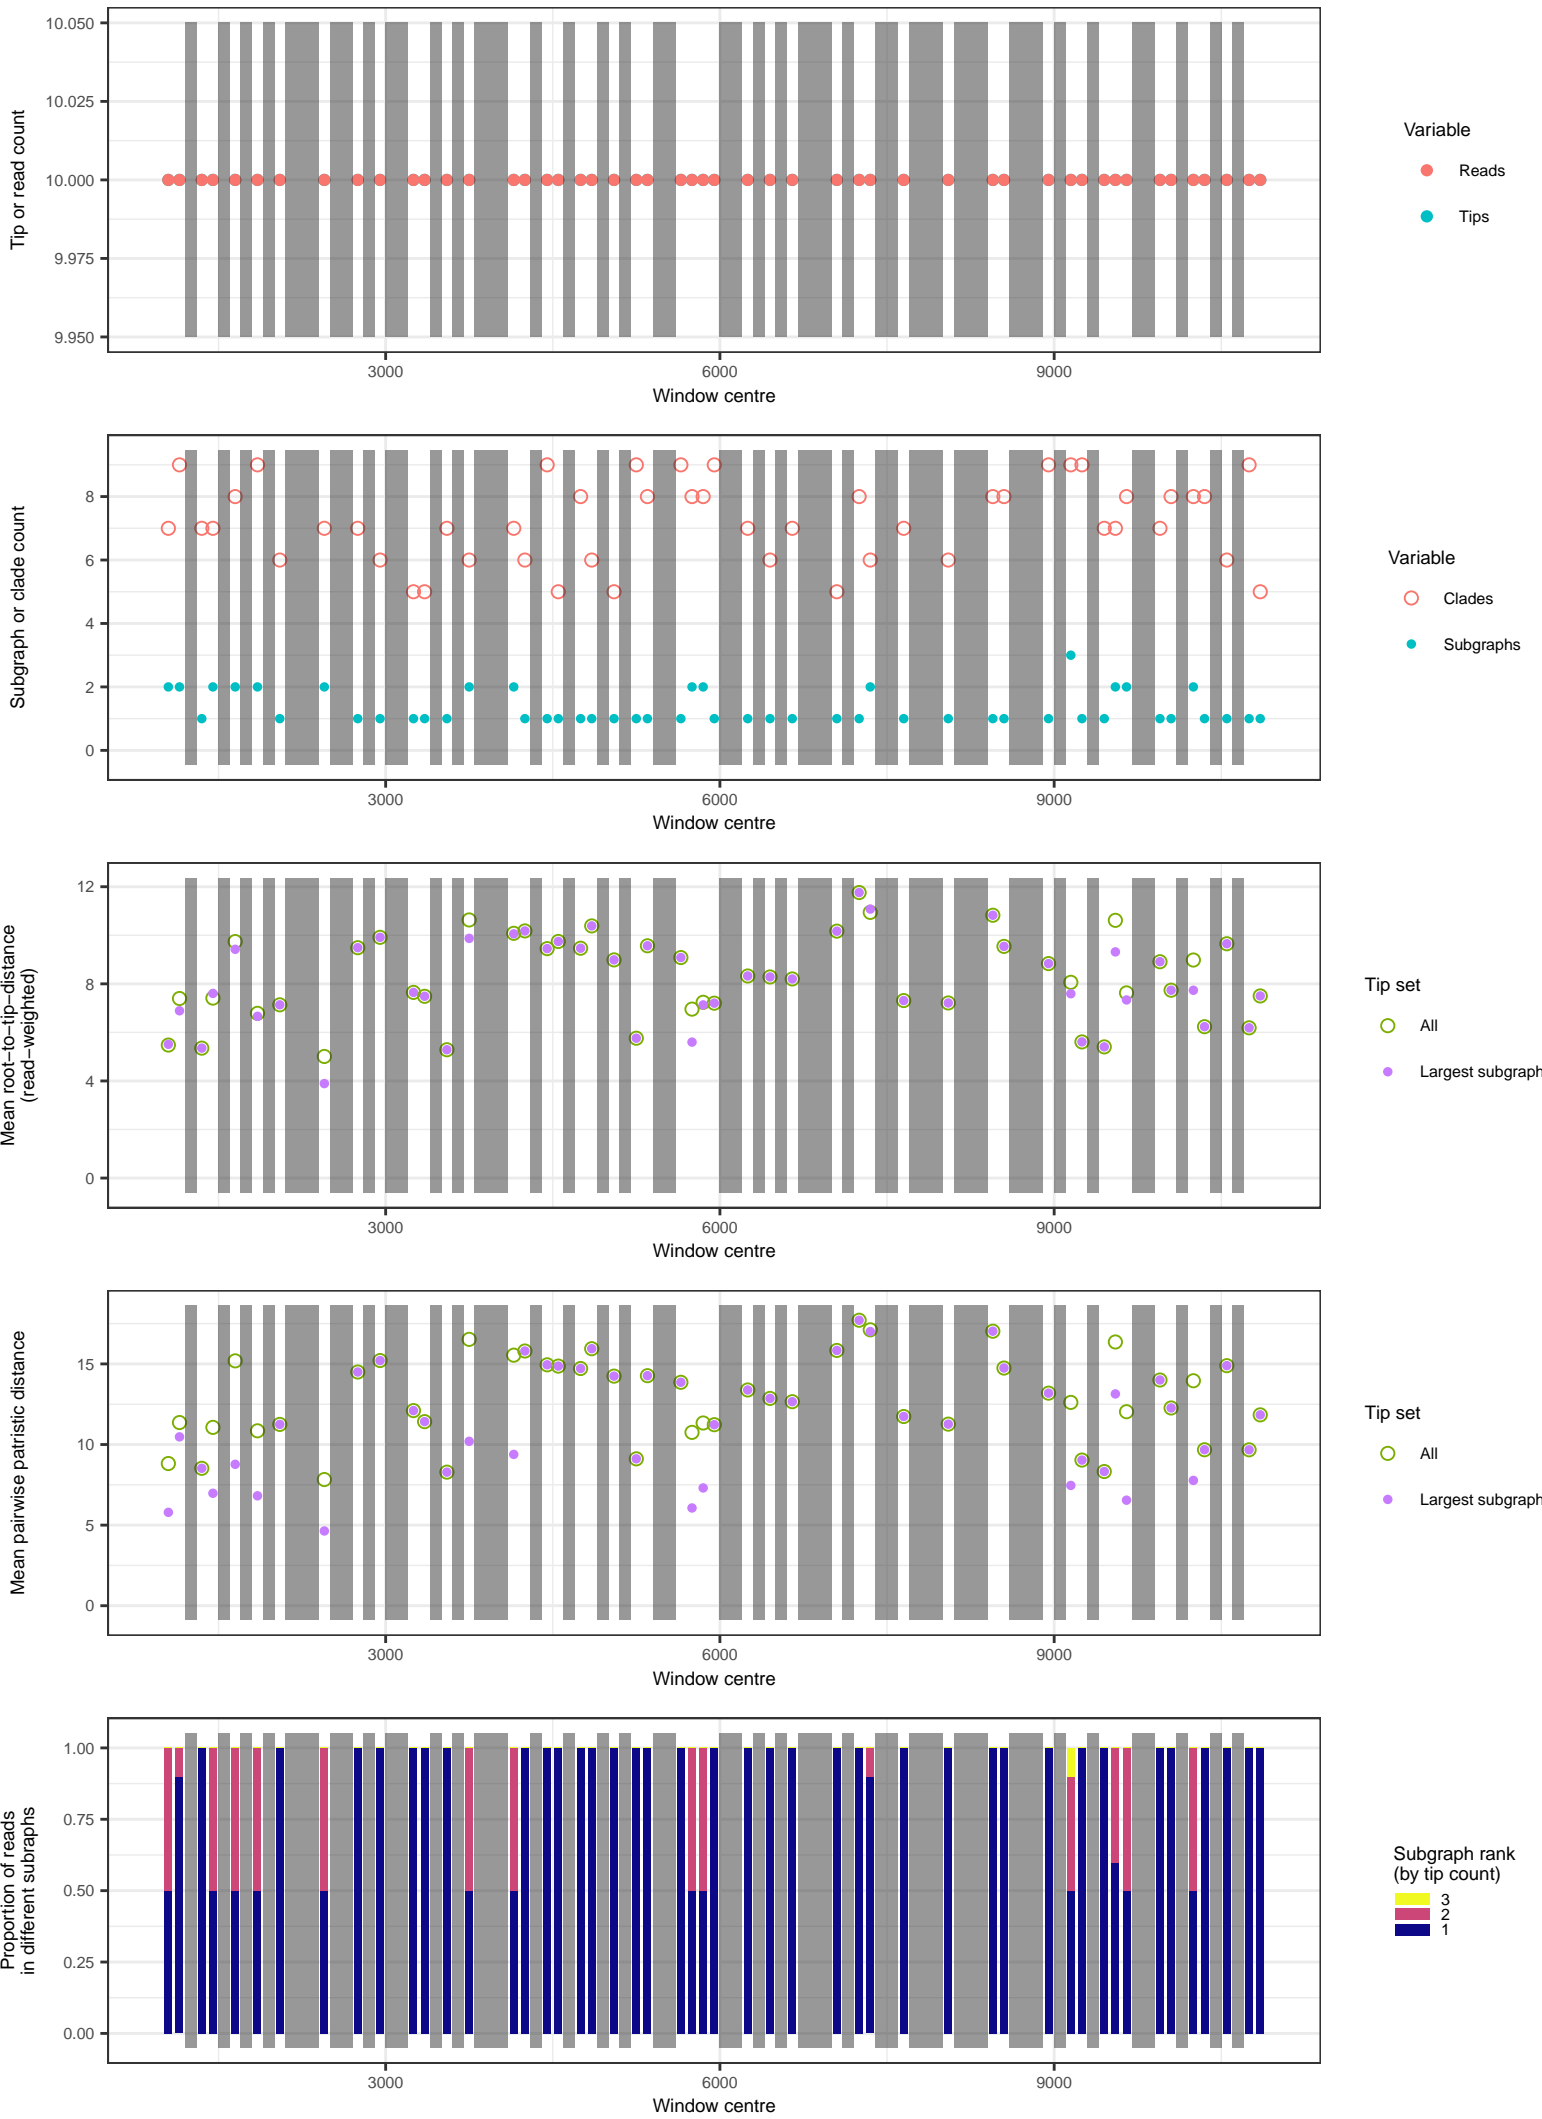 10.050
10.025
10.000
9.975
9.950
Tip or read count
3000
6000
9000
Window centre
Variable
Reads
Tips
8
6
4
2
0
Subgraph or clade count
3000
6000
9000
Window centre
Variable
Clades
Subgraphs
12
8
4
0
Mean root−to−tip−distance
(read−weighted)
3000
6000
9000
Window centre
Tip set
All
Largest subgraph
15
10
5
0
Mean pairwise patristic distance
3000
6000
9000
Window centre
Tip set
All
Largest subgraph
1.00
0.75
0.50
0.25
0.00
Proportion of reads
in different subraphs
3000
6000
9000
Window centre
Subgraph rank
(by tip count)
3
2
1